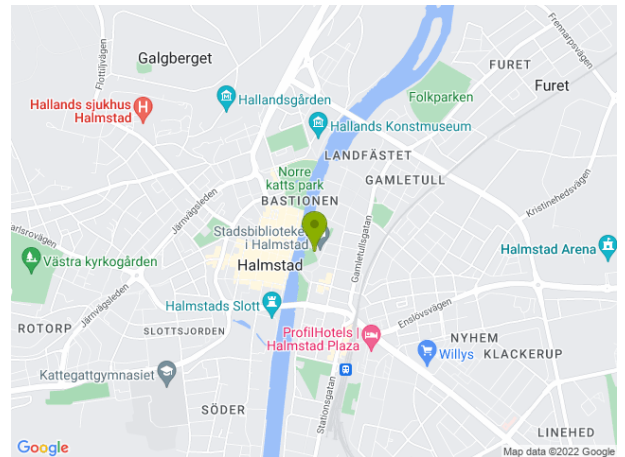 Galgberget
Flottiljvägen
Hallands sjukhus
Halmstad
H
Hallandsgården
Hallands Konstmuseum
Folkparken
FURET
Furet
Frennarpsvägen
LANDFÄSTET
GAMLETULL
Norre
katts park
BASTIONEN
Kristinehedsvägen
Järnvägsleden
Stadsbiblioteke
i Halmstad
Gamletullsgatan
Halmstad Arena
Västra kyrkogården
Halmstad
Järnvägsleden
Halmstads Slott
Enslövsvägen
ROTORP
SLOTTSJORDEN
ProfilHotels |
Halmstad Plaza
NYHEM
KLACKERUP
Willys
Kattegattgymnasiet
SÖDER
Stationsgatan
LINEHED
Google
Map data ©2022 Google